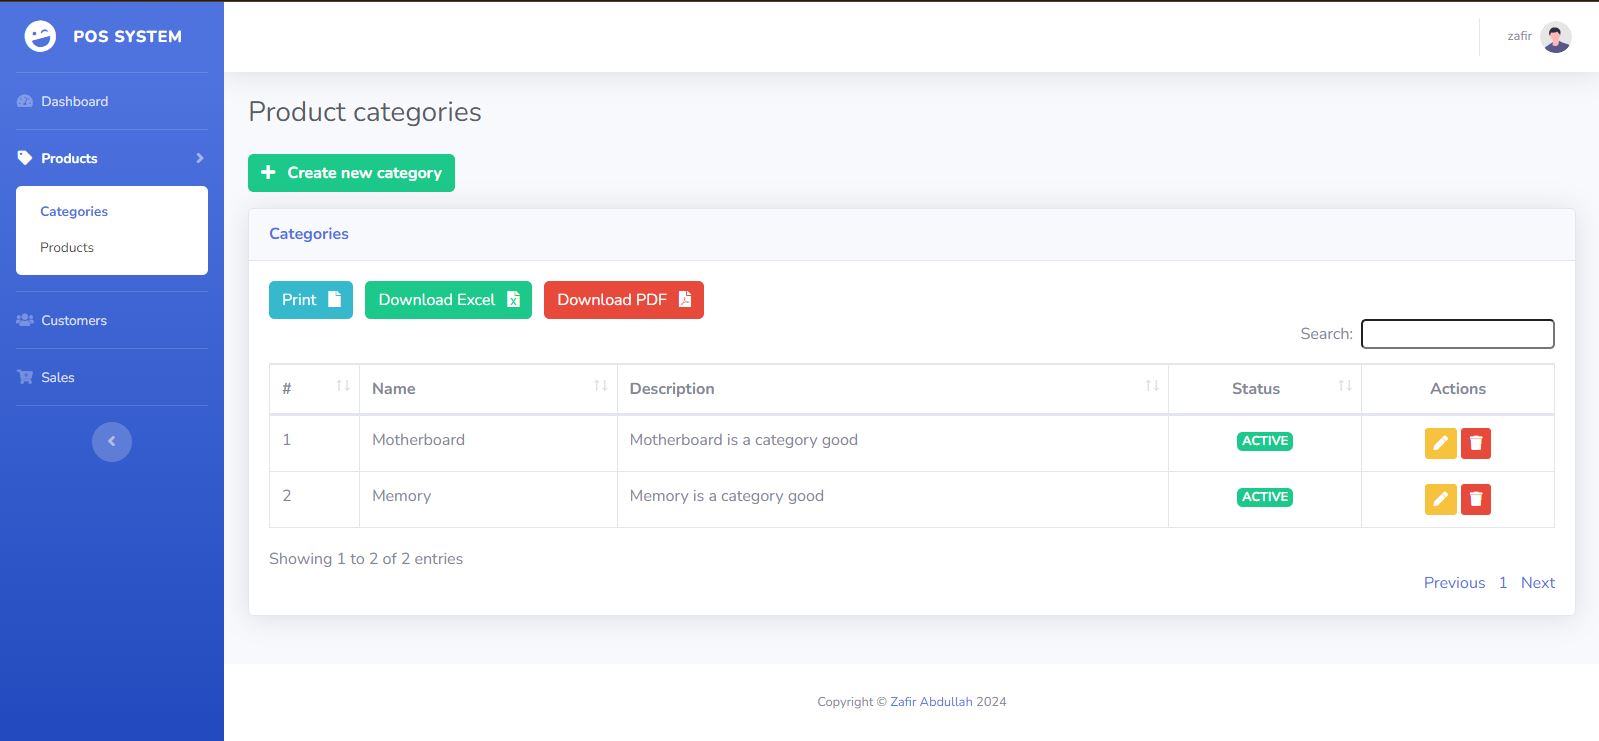 POS SYSTEM
zafir
Dashboard
Products
Categories
Products
Customers
Sales
Product categories
Create new category
Categories
Print Download Excel Download PDF
Search:
# Name Description Status Actions
1 Motherboard Motherboard is a category good ACTIVE
2 Memory Memory is a category good ACTIVE
Showing 1 to 2 of 2 entries
Previous 1 Next
Copyright © Zafir Abdullah 2024